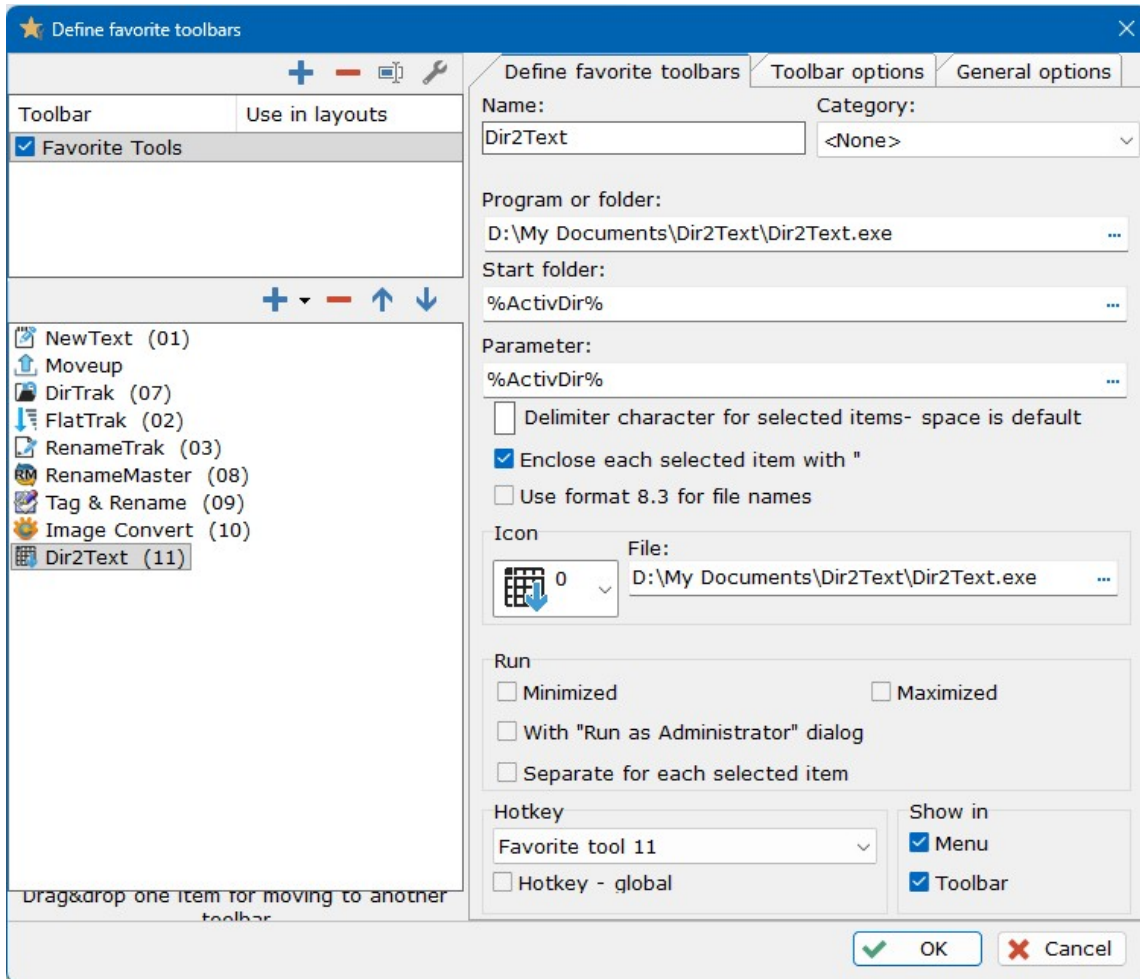 Define favorite toolbars
Toolbar Use in layouts
Favorite Tools
NewText (01)
Moveup
DirTrak (07)
FlatTrak (02)
RenameTrak (03)
RM RenameMaster (08)
Tag & Rename (09)
Image Convert (10)
Dir2Text (11)
Drag&drop one item for moving to another
toolbar
Define favorite toolbars Toolbar options General options
Name: Category:
Dir2Text <None>
Program or folder:
D:\My Documents\Dir2Text\Dir2Text.exe ...
Start folder:
%ActivDir% ...
Parameter:
%ActivDir% ...
Delimiter character for selected items- space is default
Enclose each selected item with "
Use format 8.3 for file names
Icon
File:
0 D:\My Documents\Dir2Text\Dir2Text.exe ...
Run
Minimized Maximized
With "Run as Administrator" dialog
Separate for each selected item
Hotkey Show in
Favorite tool 11 Menu
Hotkey - global Toolbar
OK Cancel